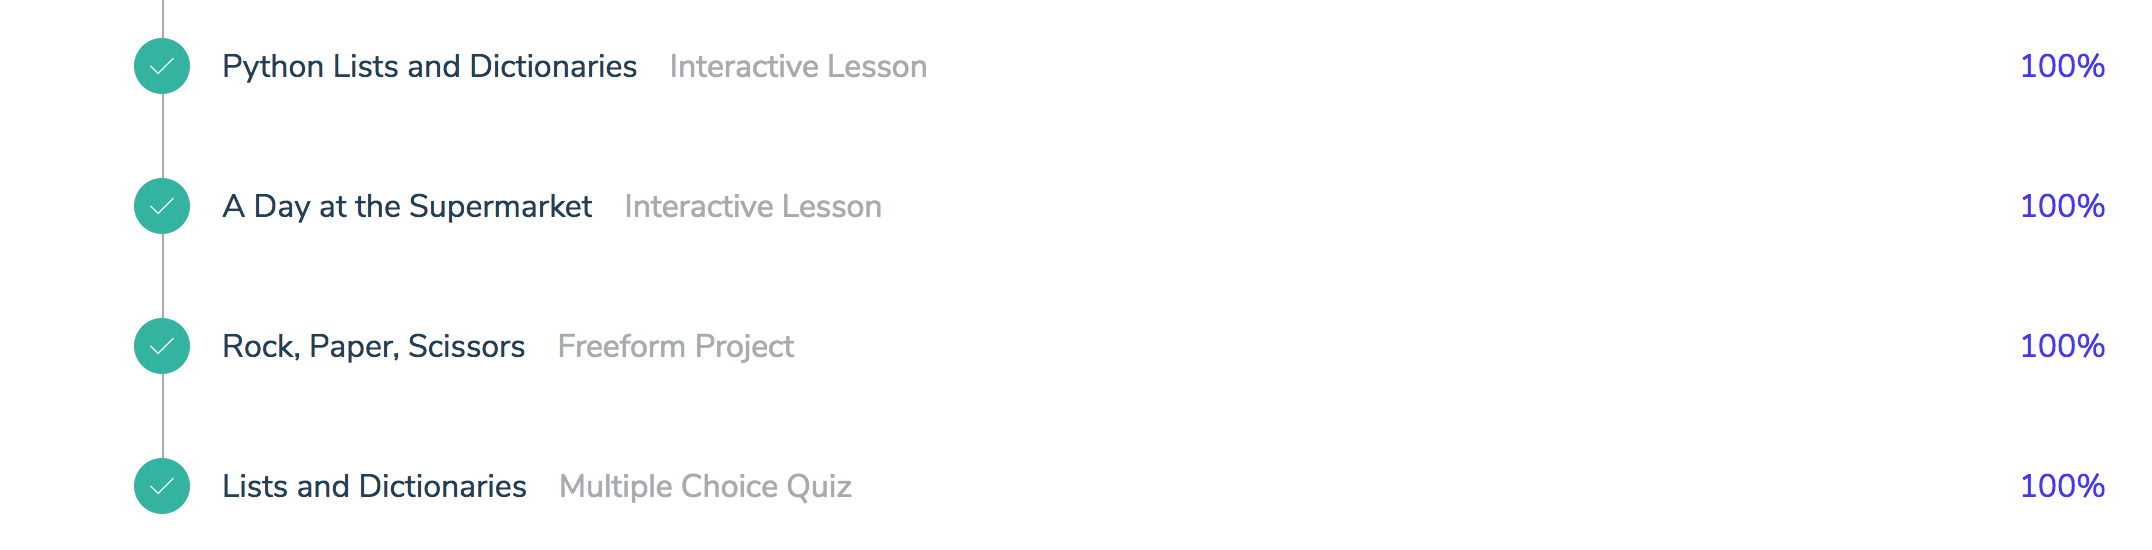 Python Lists and Dictionaries Interactive Lesson 100%
A Day at the Supermarket Interactive Lesson 100%
Rock, Paper, Scissors Freeform Project 100%
Lists and Dictionaries Multiple Choice Quiz 100%